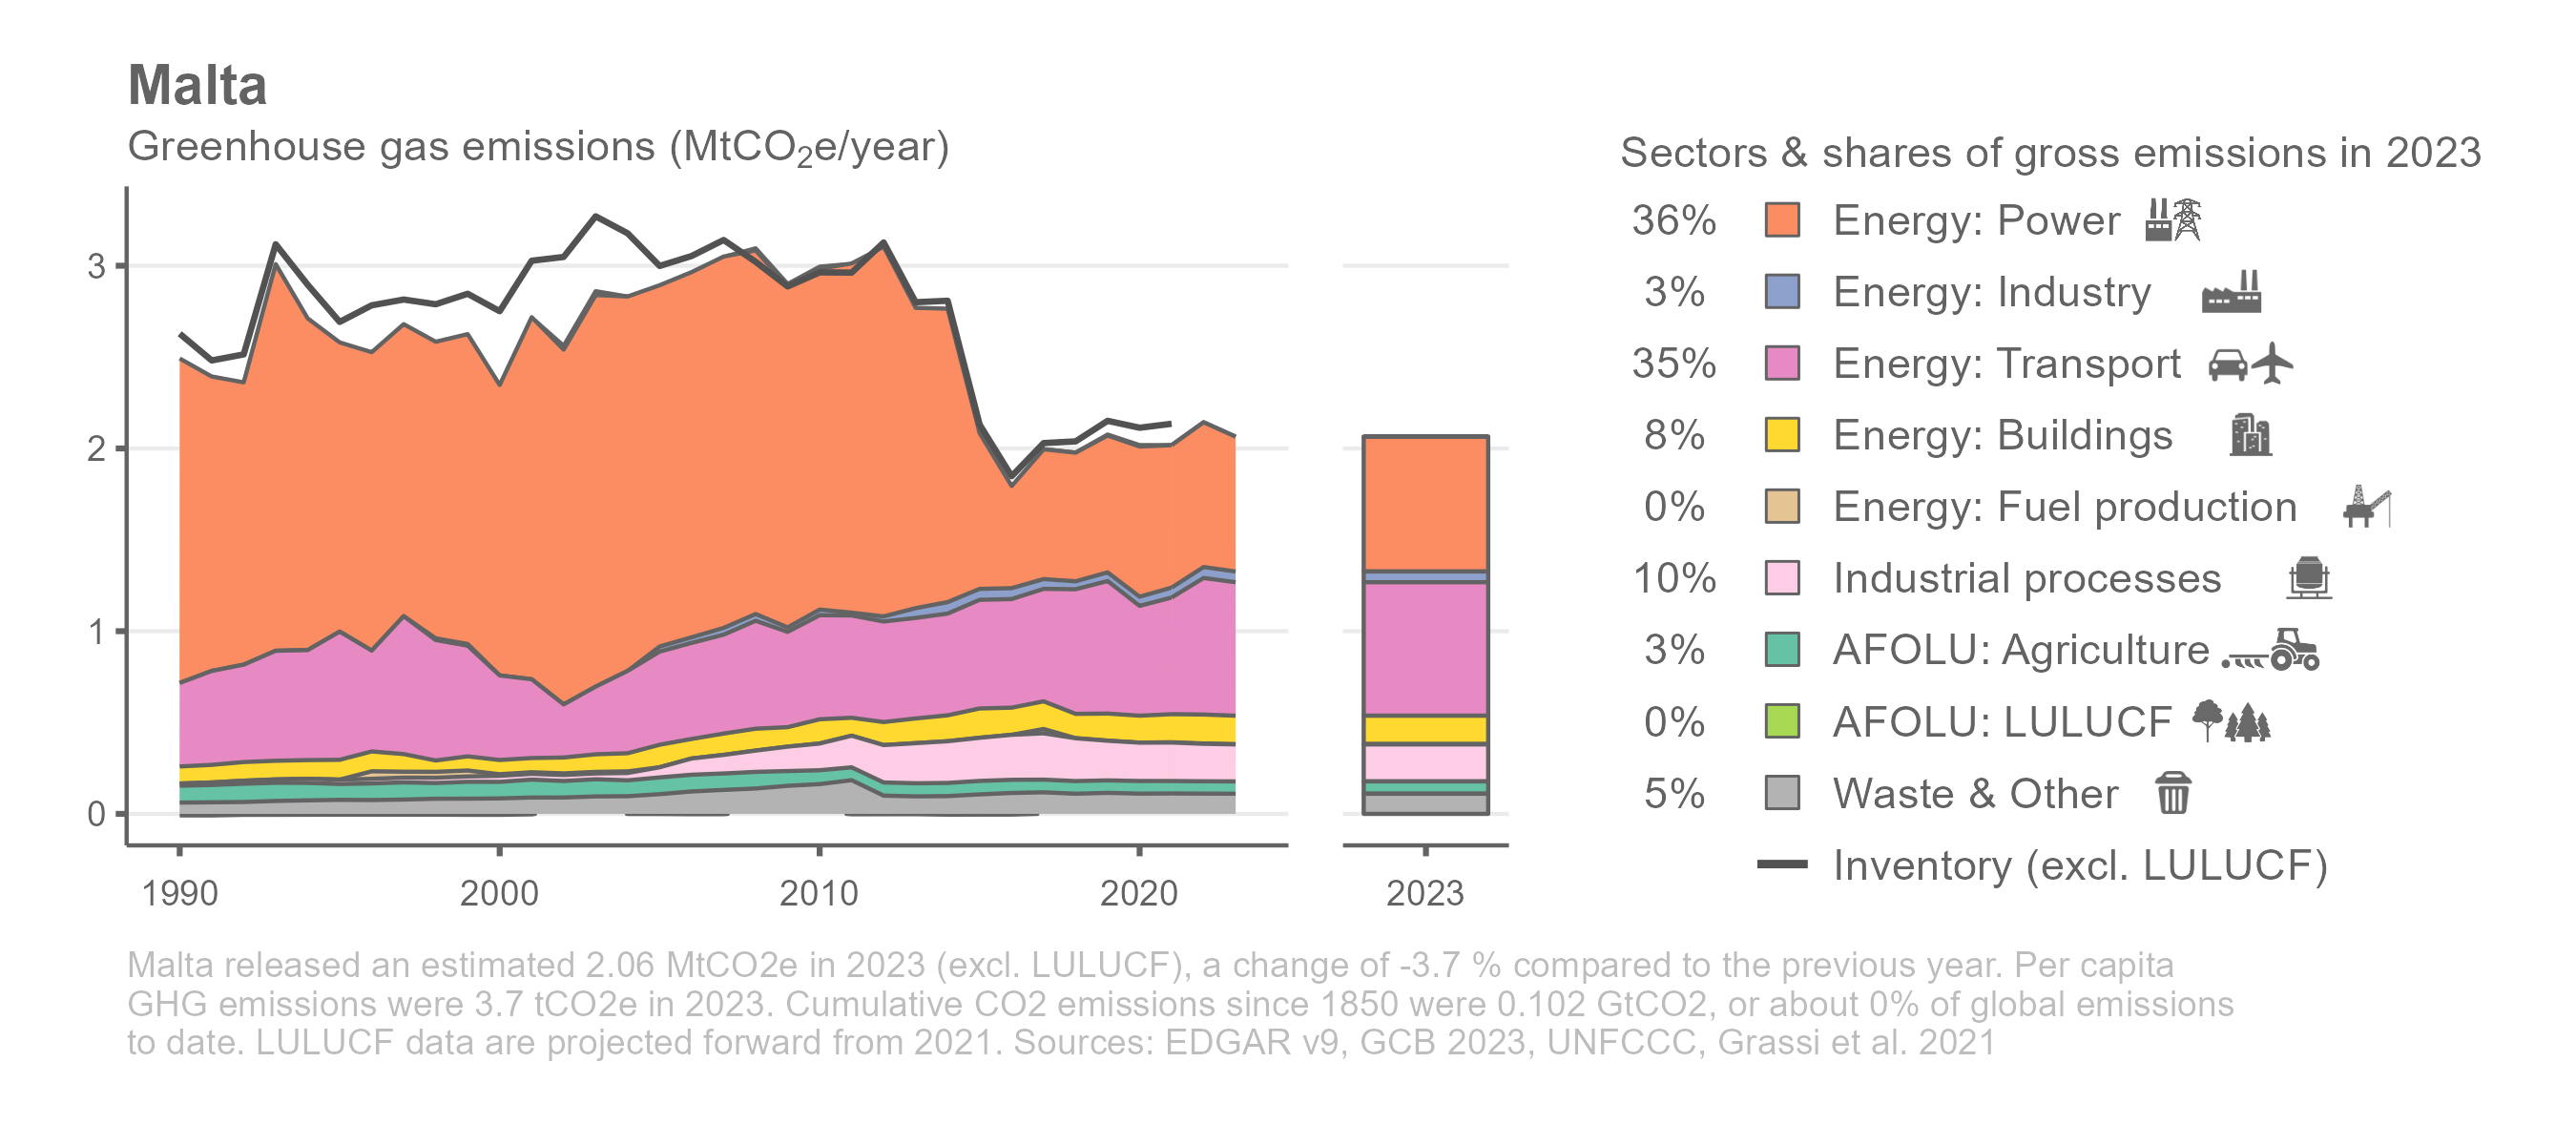 Malta
Greenhouse gas emissions (MtCO₂e/year)
Sectors & shares of gross emissions in 2023
36% Energy: Power
3% Energy: Industry
35% Energy: Transport
8% Energy: Buildings
0% Energy: Fuel production
10% Industrial processes
3% AFOLU: Agriculture
0% AFOLU: LULUCF
5% Waste & Other
Inventory (excl. LULUCF)
3
2
1
0
1990 2000 2010 2020 2023
Malta released an estimated 2.06 MtCO2e in 2023 (excl. LULUCF), a change of -3.7 % compared to the previous year. Per capita
GHG emissions were 3.7 tCO2e in 2023. Cumulative CO2 emissions since 1850 were 0.102 GtCO2, or about 0% of global emissions
to date. LULUCF data are projected forward from 2021. Sources: EDGAR v9, GCB 2023, UNFCCC, Grassi et al. 2021